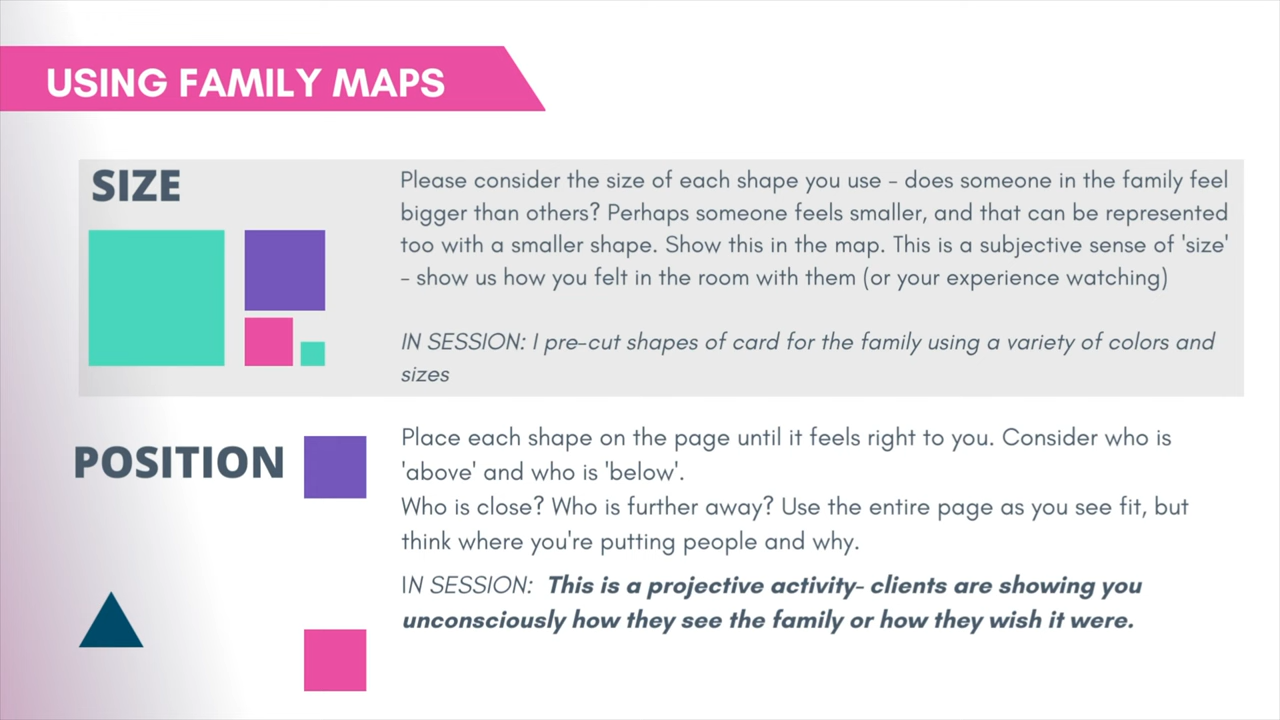 USING FAMILY MAPS
SIZE
Please consider the size of each shape you use - does someone in the family feel
bigger than others? Perhaps someone feels smaller, and that can be represented
too with a smaller shape. Show this in the map. This is a subjective sense of 'size'
- show us how you felt in the room with them (or your experience watching)
IN SESSION: I pre-cut shapes of card for the family using a variety of colors and
sizes
POSITION
Place each shape on the page until it feels right to you. Consider who is
'above' and who is 'below'.
Who is close? Who is further away? Use the entire page as you see fit, but
think where you're putting people and why.
IN SESSION: This is a projective activity- clients are showing you
unconsciously how they see the family or how they wish it were.